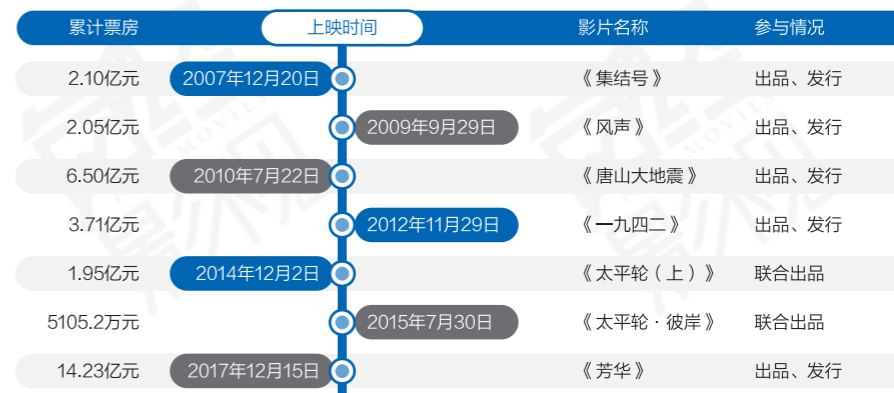 累计票房 上映时间 影片名称 参与情况
2.10亿元 2007年12月20日 《集结号》 出品、发行
2.05亿元 2009年9月29日 《风声》 出品、发行
6.50亿元 2010年7月22日 《唐山大地震》 出品、发行
3.71亿元 2012年11月29日 《一九四二》 出品、发行
1.95亿元 2014年12月2日 《太平轮（上）》 联合出品
5105.2万元 2015年7月30日 《太平轮·彼岸》 联合出品
14.23亿元 2017年12月15日 《芳华》 出品、发行